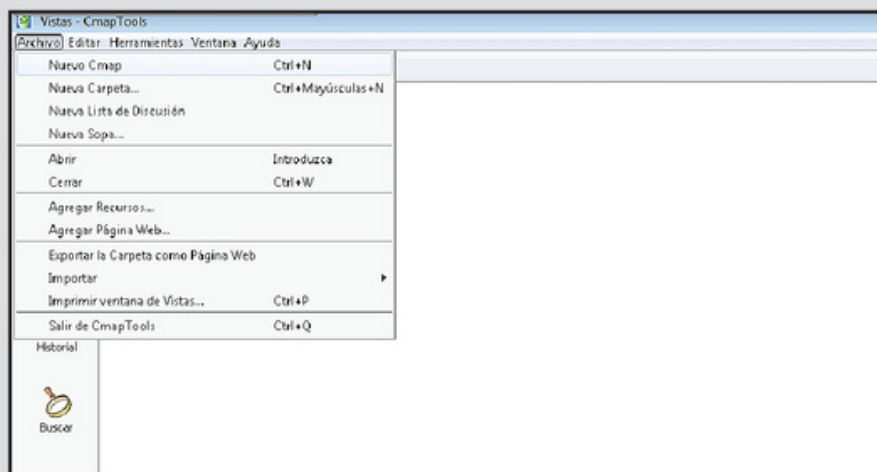 Vistas - CmapTools
Archivo Editar Herramientas Ventana Ayuda
Nuevo Cmap Ctrl+N
Nueva Carpeta... Ctrl+Mayúsculas+N
Nueva Lista de Discusión
Nueva Sopa...
Abrir Introduzca
Cerrar Ctrl+W
Agregar Recursos...
Agregar Página Web...
Exportar la Carpeta como Página Web
Importar
Imprimir ventana de Vistas... Ctrl+P
Salir de CmapTools Ctrl+Q
Historial
Buscar